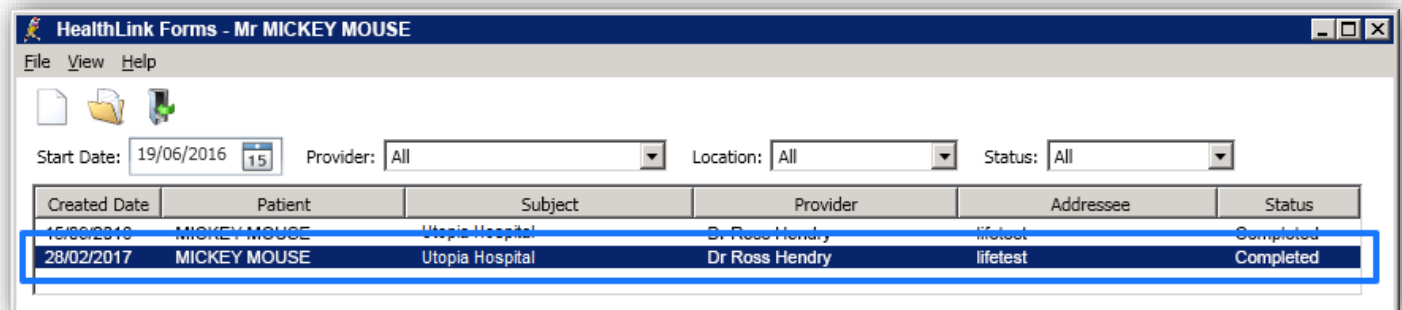 HealthLink Forms - Mr MICKEY MOUSE
File View Help
Start Date: 19/06/2016 15 Provider: All Location: All Status: All
Created Date Patient Subject Provider Addressee Status
MICKEY MOUSE Utopia Hospital Dr Ross Hendry lifetest Completed
28/02/2017 MICKEY MOUSE Utopia Hospital Dr Ross Hendry lifetest Completed